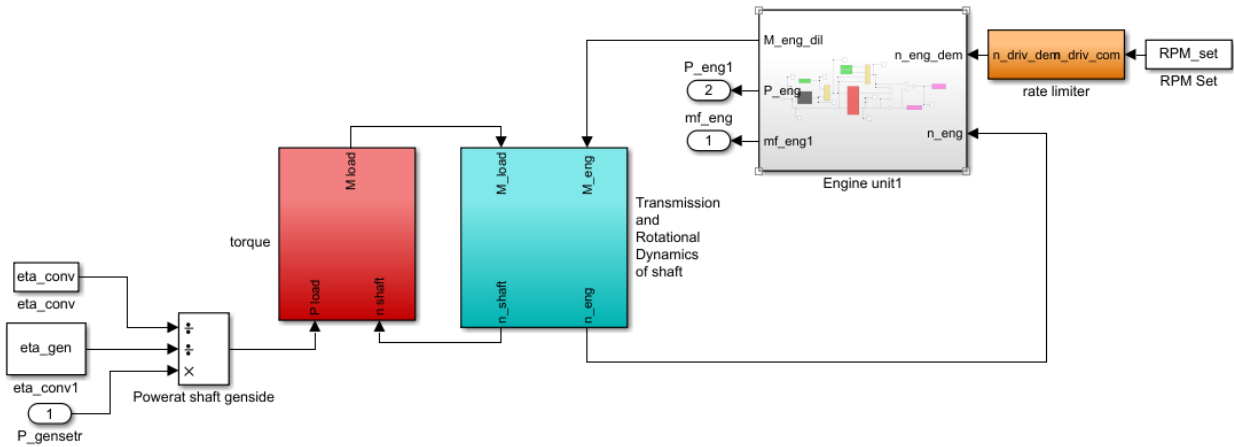 M_eng_dil
P_eng1
2
P_eng
mf_eng
1
mf_eng1
n_eng_dem
n_eng
Engine unit1
n_driv_dem
n_driv_com
rate limiter
RPM_set
RPM Set
M load
P load
n shaft
torque
M_load
M_eng
n_shaft
n_eng
Transmission
and
Rotational
Dynamics
of shaft
eta_conv
eta_conv
eta_gen
eta_conv1
1
P_gensetr
÷
÷
×
Powerat shaft genside